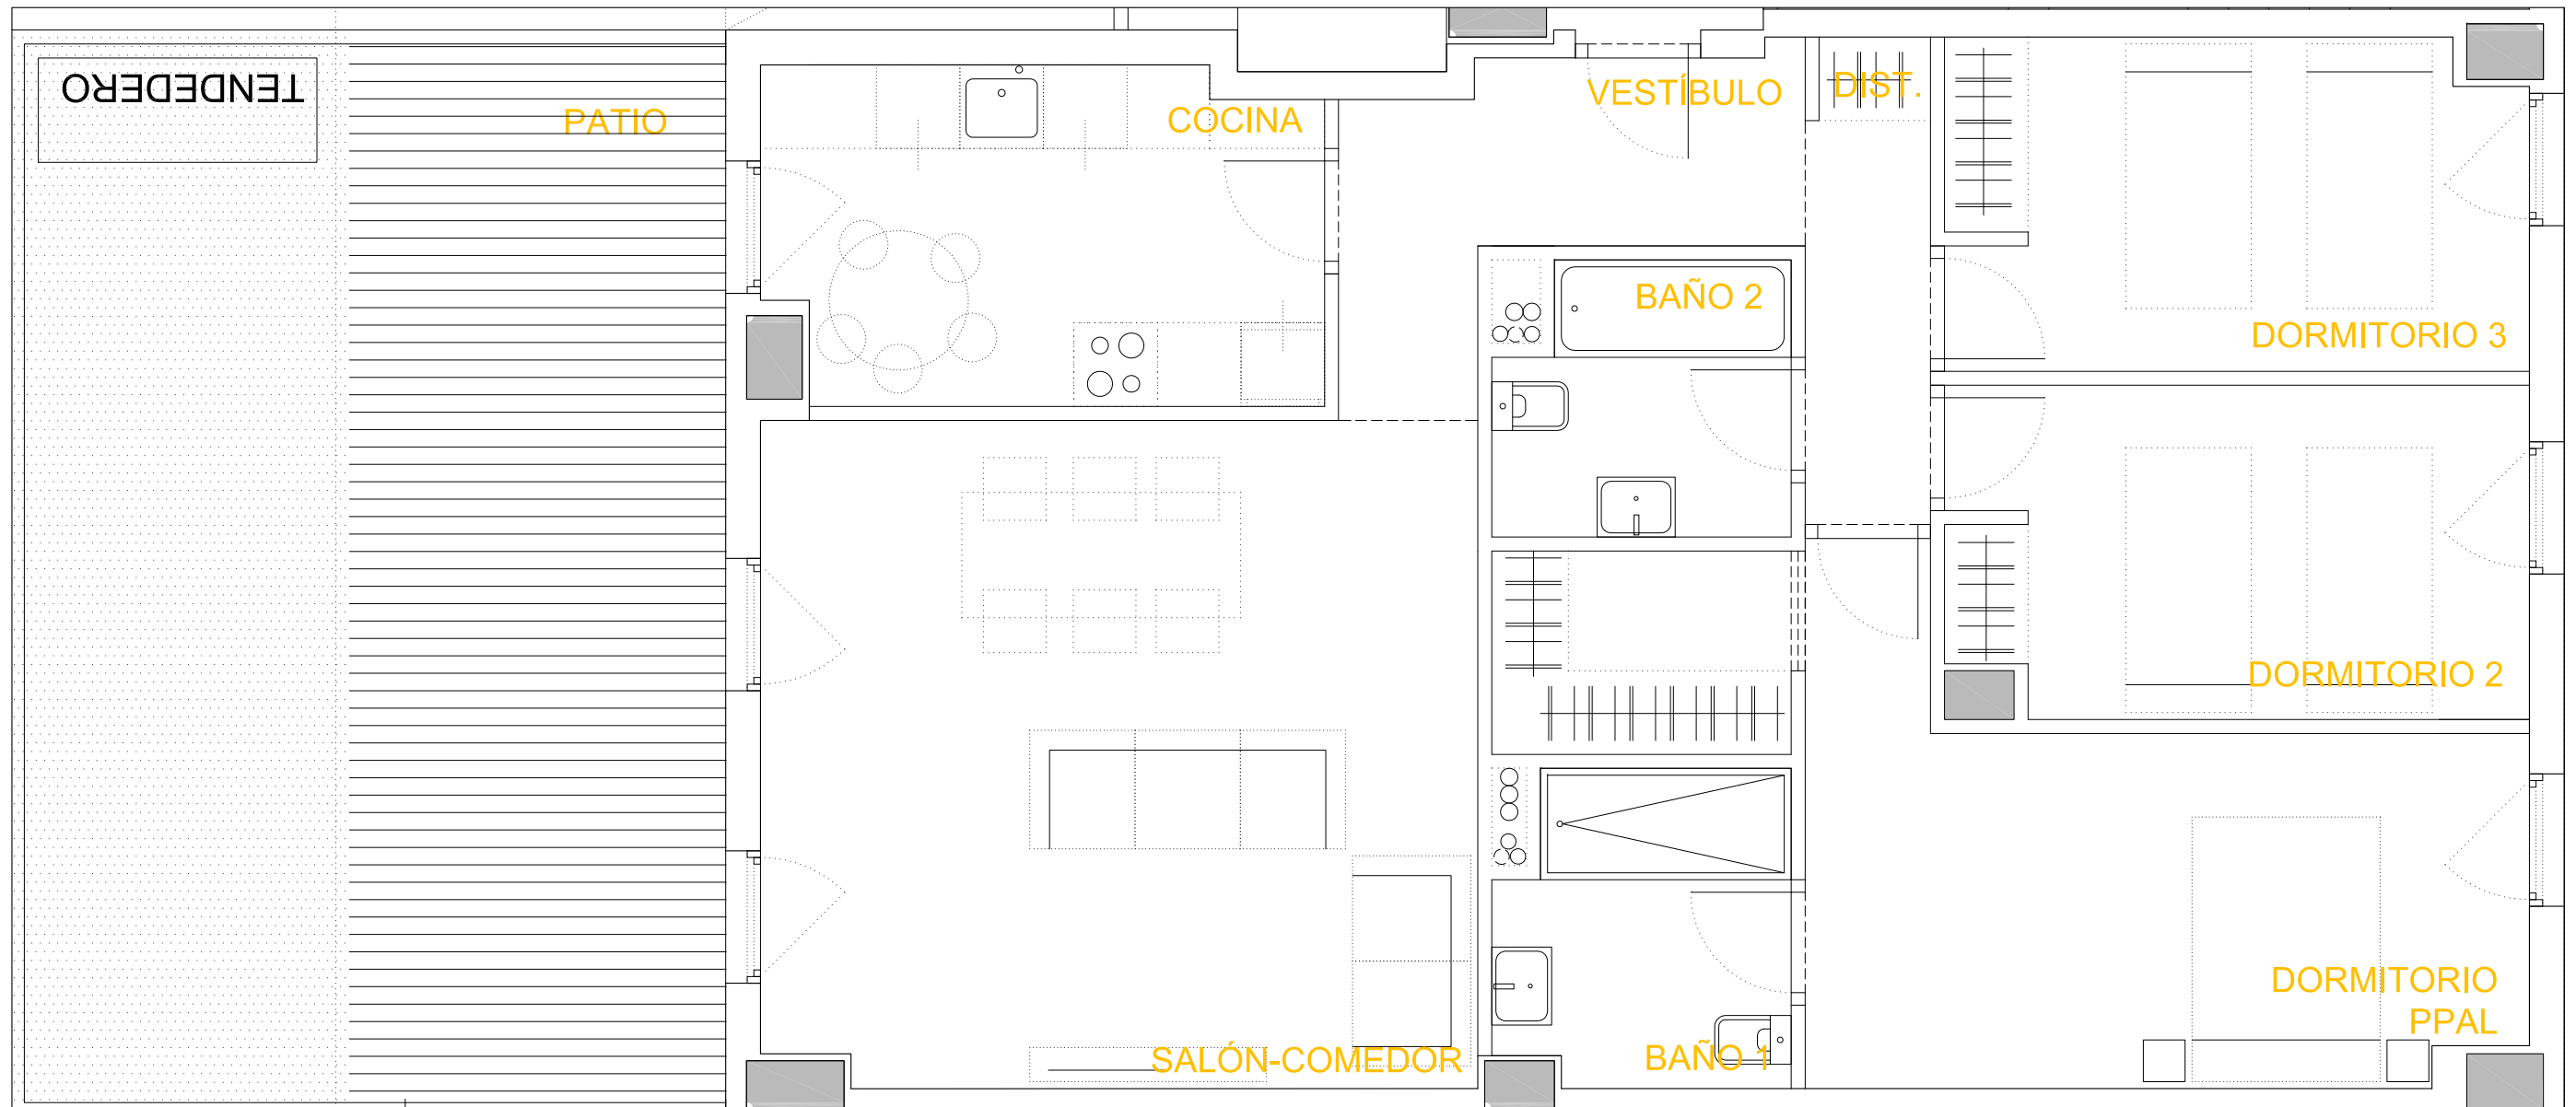 TENDEDERO
PATIO
COCINA
VESTÍBULO
DIST.
BAÑO 2
DORMITORIO 3
DORMITORIO 2
DORMITORIO
PPAL
SALÓN-COMEDOR
BAÑO 1